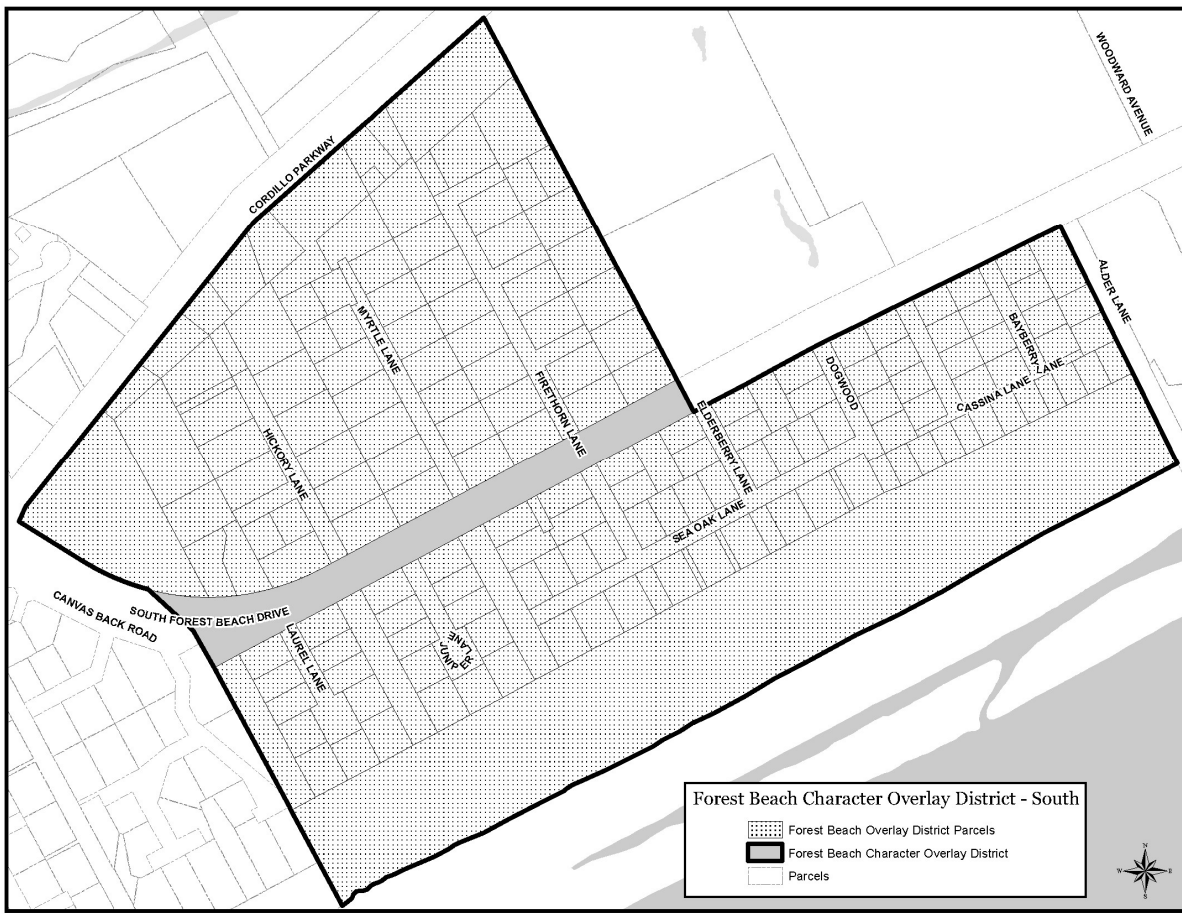 WOODWARD AVENUE
CORDILLO PARKWAY
ALDER LANE
MYRTLE LANE
BAYBERRY
LANE
DOGWOOD
FIRETHORN LANE
CASSINA LANE
ELDERBERRY LANE
HICKORY LANE
SEA OAK LANE
CANVAS BACK ROAD
SOUTH FOREST BEACH DRIVE
LAUREL LANE
JUNIPER LANE
Forest Beach Character Overlay District - South
Forest Beach Overlay District Parcels
Forest Beach Character Overlay District
Parcels
N
W E
S